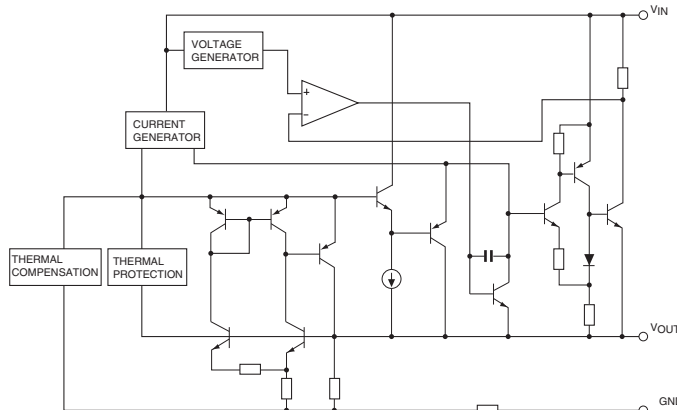 VIN
VOLTAGE
GENERATOR
+
−
CURRENT
GENERATOR
THERMAL
COMPENSATION
THERMAL
PROTECTION
VOUT